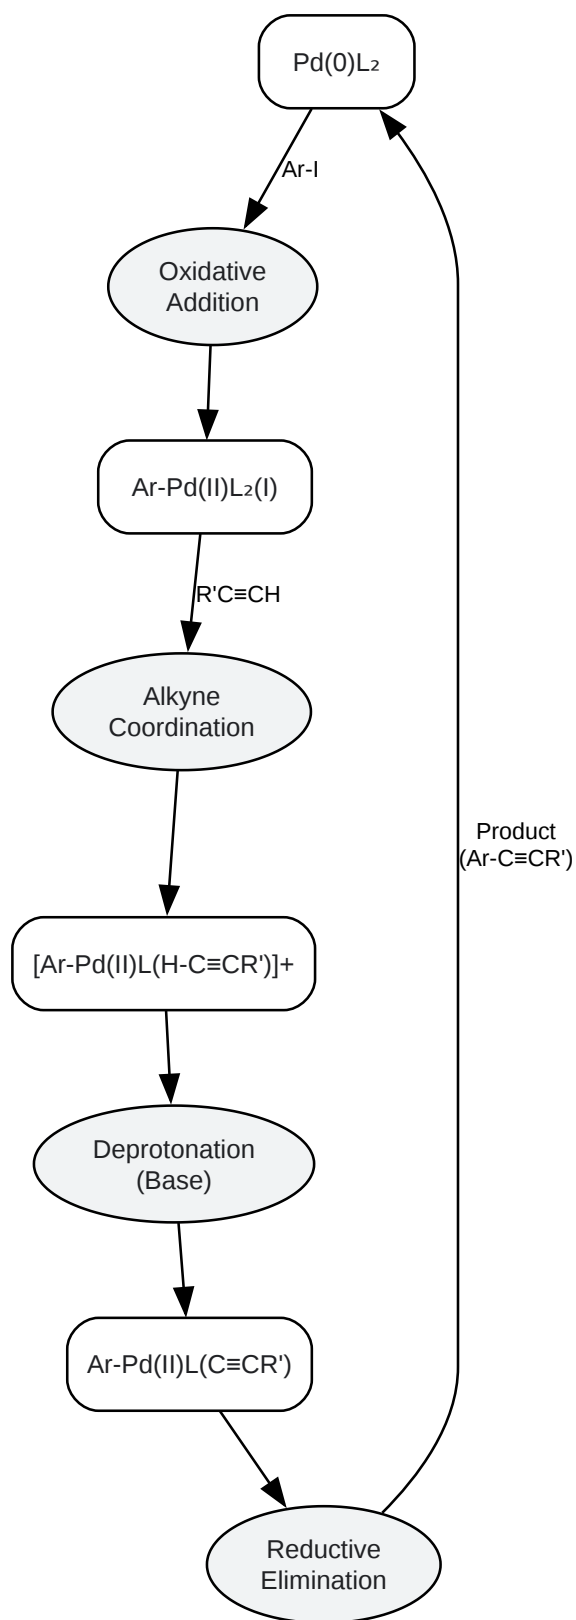 Pd(0)L₂
Ar-I
Oxidative
Addition
Ar-Pd(II)L₂(I)
R'C≡CH
Alkyne
Coordination
Product
(Ar-C≡CR')
[Ar-Pd(II)L(H-C≡CR')]+
Deprotonation
(Base)
Ar-Pd(II)L(C≡CR')
Reductive
Elimination